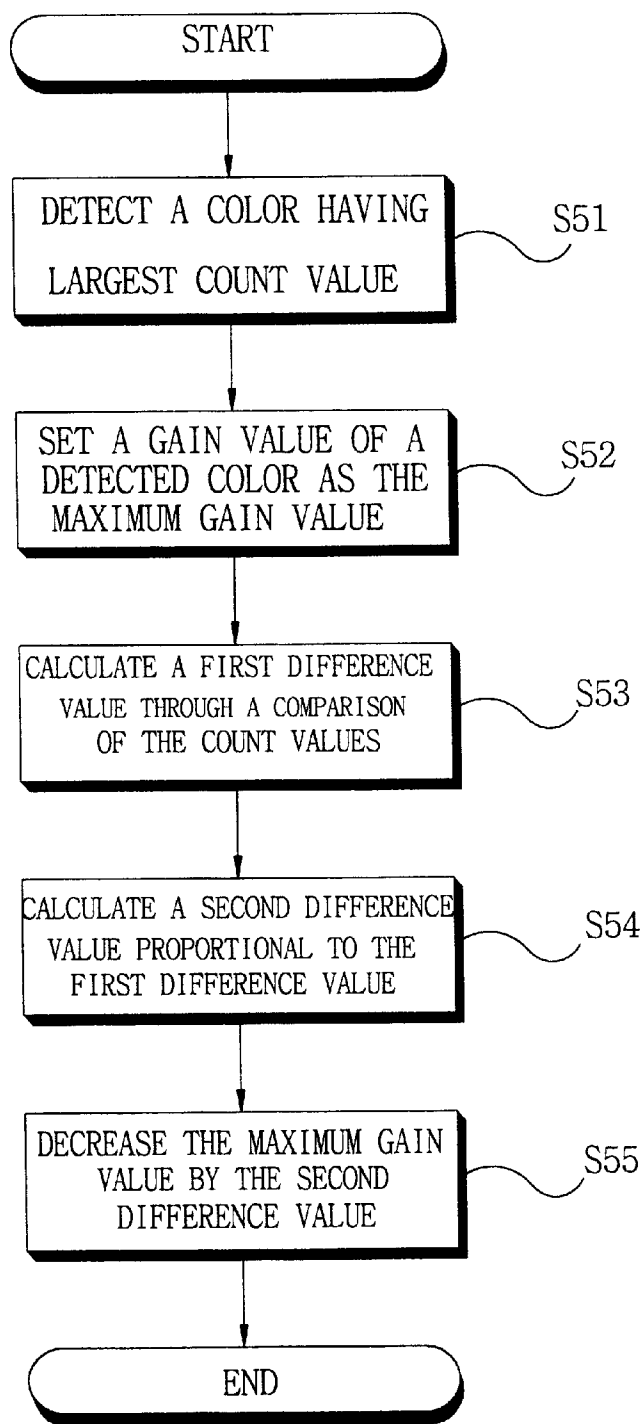 START
DETECT A COLOR HAVING
LARGEST COUNT VALUE
S51
SET A GAIN VALUE OF A
DETECTED COLOR AS THE
MAXIMUM GAIN VALUE
S52
CALCULATE A FIRST DIFFERENCE
VALUE THROUGH A COMPARISON
OF THE COUNT VALUES
S53
CALCULATE A SECOND DIFFERENCE
VALUE PROPORTIONAL TO THE
FIRST DIFFERENCE VALUE
S54
DECREASE THE MAXIMUM GAIN
VALUE BY THE SECOND
DIFFERENCE VALUE
S55
END